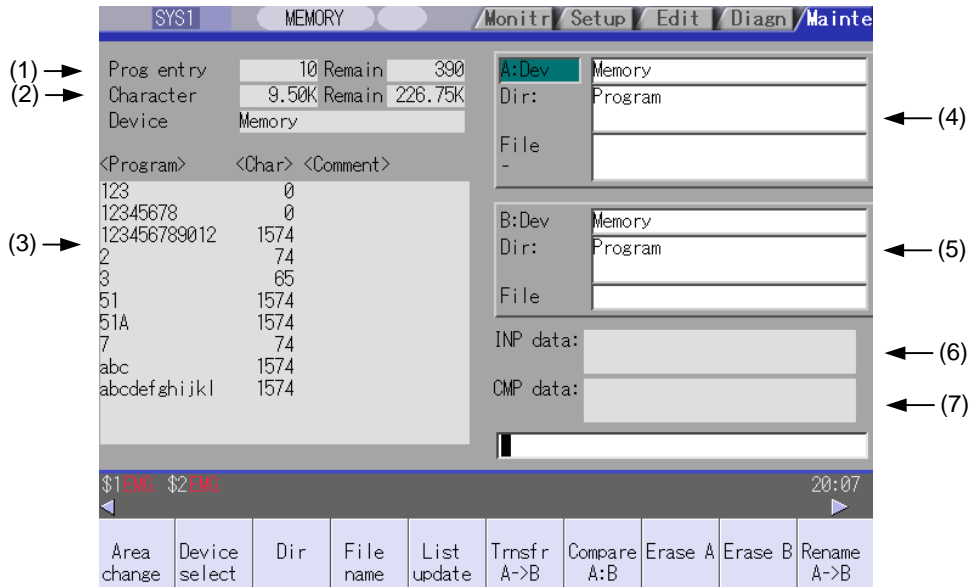 SYS1 MEMORY Monitr Setup Edit Diagn Mainte
(1) Prog entry 10 Remain 390
(2) Character 9.50K Remain 226.75K
Device Memory
<Program> <Char> <Comment>
123 0
12345678 0
(3) 123456789012 1574
2 74
3 65
51 1574
51A 1574
7 74
abc 1574
abcdefghijkl 1574
A:Dev Memory
Dir: Program
(4)
File
-
B:Dev Memory
Dir: Program (5)
File
INP data: (6)
CMP data: (7)
$1EMG $2EMG 20:07
Area change
Device select
Dir
File name
List update
Trnsfr A->B
Compare A:B
Erase A
Erase B
Rename A->B